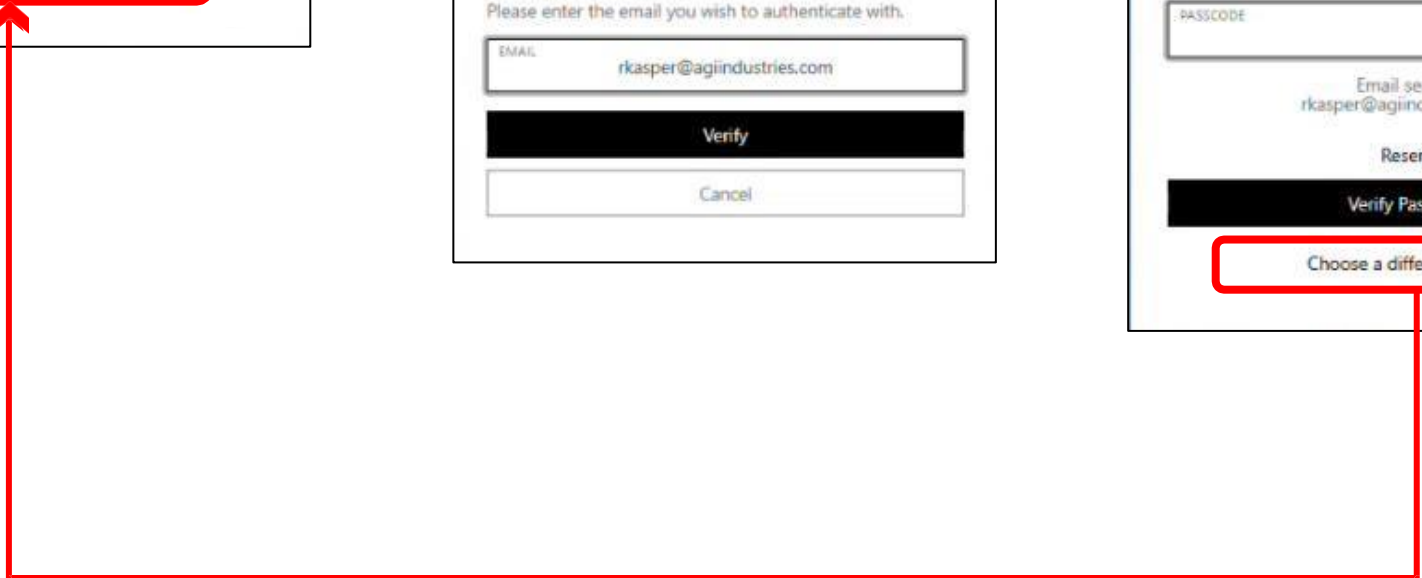 Please enter the email you wish to authenticate with.
EMAIL
rkasper@agiindustries.com
Verify
Cancel
PASSCODE
Email se
rkasper@agiind
Reser
Verify Pas
Choose a diffe